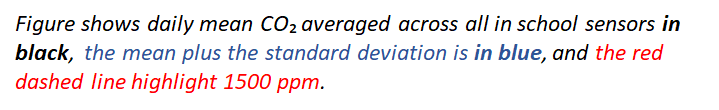 Figure shows daily mean CO₂ averaged across all in school sensors in
black, the mean plus the standard deviation is in blue, and the red
dashed line highlight 1500 ppm.